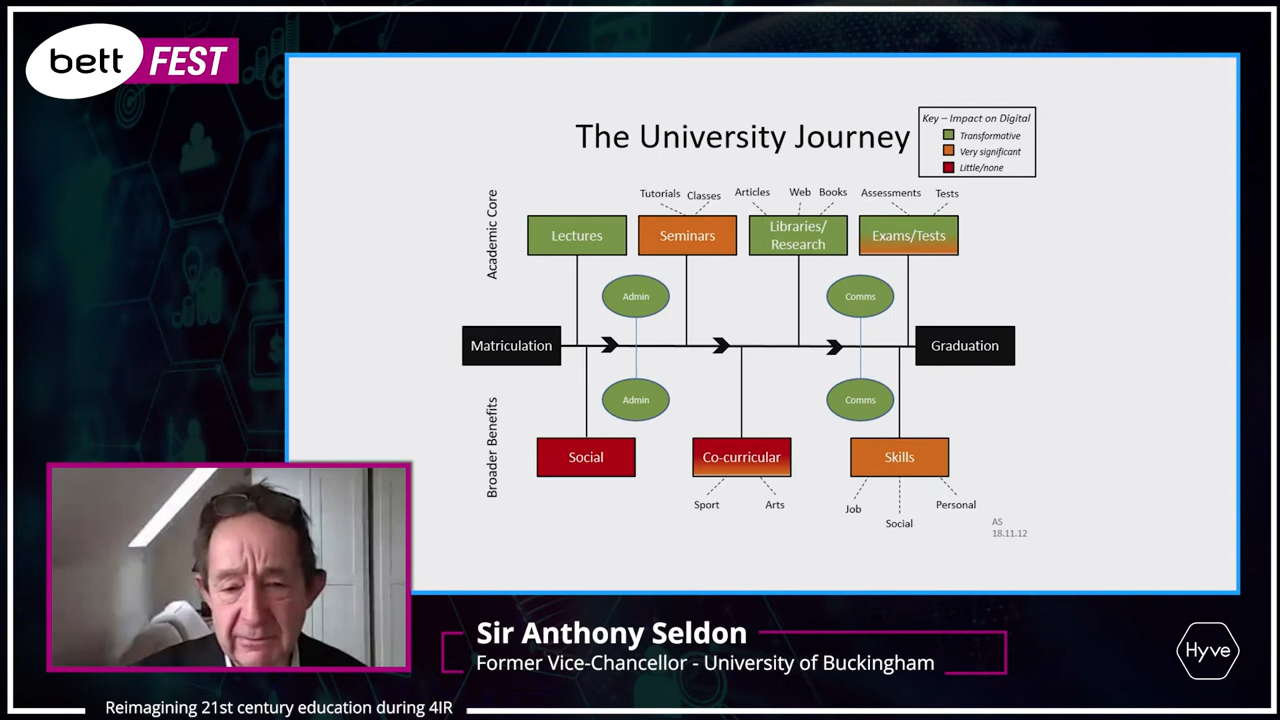 bett FEST
The University Journey
Key – Impact on Digital
Transformative
Very significant
Little/none
Academic Core
Tutorials Classes Articles Web Books Assessments Tests
Lectures
Seminars
Libraries/
Research
Exams/Tests
Admin
Comms
Matriculation
Graduation
Admin
Comms
Broader Benefits
Social
Co-curricular
Skills
Sport
Arts
Job
Social
Personal
AS
18.11.12
Sir Anthony Seldon
Former Vice-Chancellor - University of Buckingham
Hyve
Reimagining 21st century education during 4IR